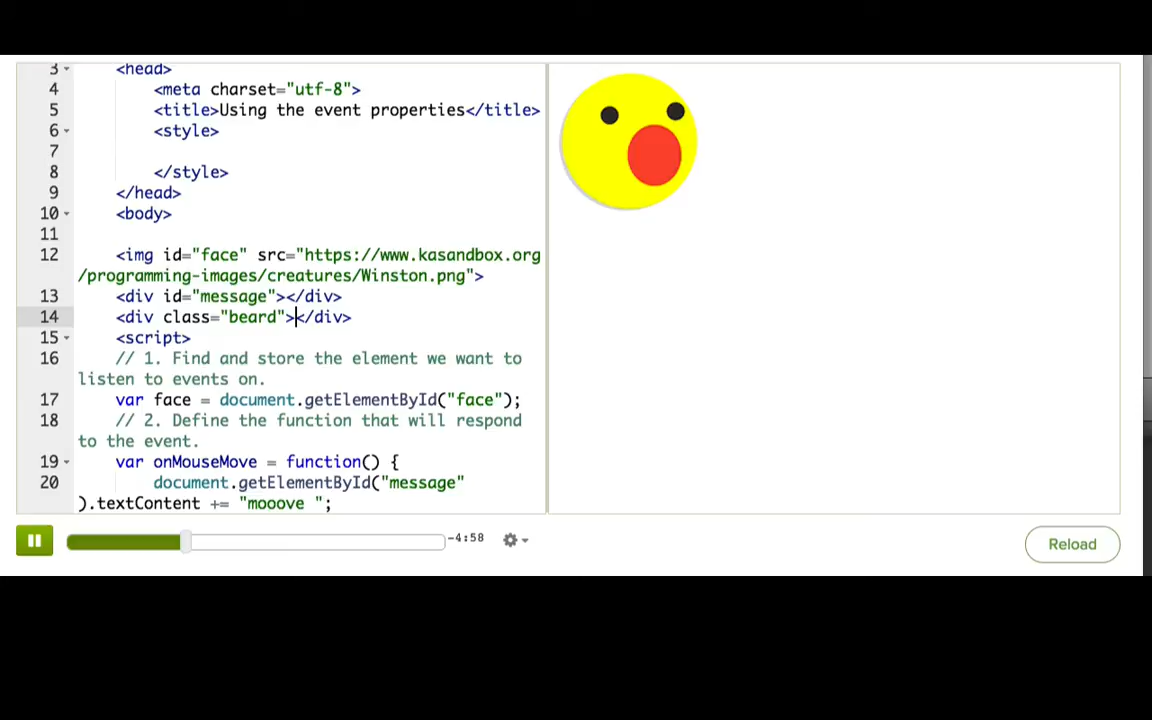 3 <head>
4 <meta charset="utf-8">
5 <title>Using the event properties</title>
6 <style>
7
8 </style>
9 </head>
10 <body>
11
12 <img id="face" src="https://www.kasandbox.org
/programming-images/creatures/Winston.png">
13 <div id="message"></div>
14 <div class="beard"></div>
15 <script>
16 // 1. Find and store the element we want to
listen to events on.
17 var face = document.getElementById("face");
18 // 2. Define the function that will respond
to the event.
19 var onMouseMove = function() {
20 document.getElementById("message"
).textContent += "mooove ";
-4:58
Reload